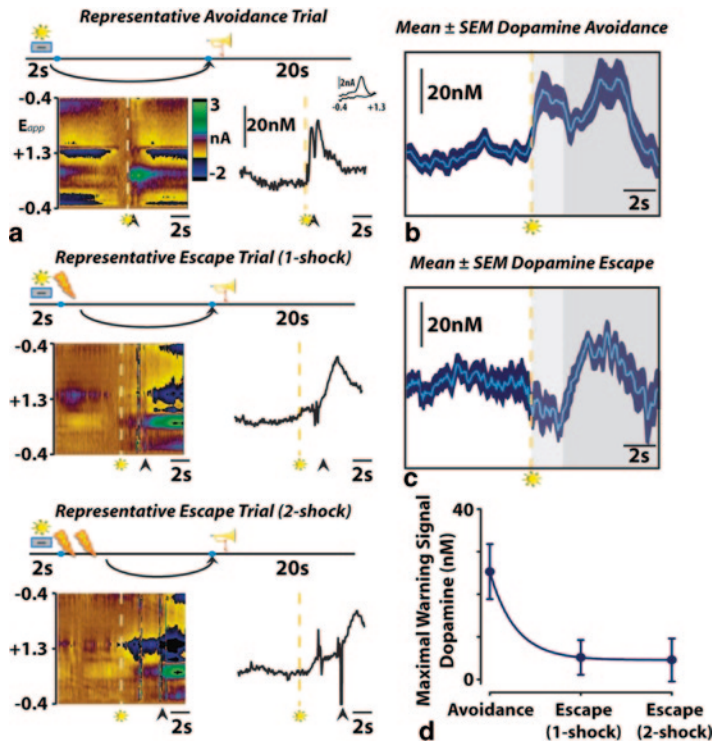 Representative Avoidance Trial
2s
20s
-0.4
E app
+1.3
-0.4
3
nA
-2
20nM
2nA
-0.4
+1.3
2s
2s
a
Representative Escape Trial (1-shock)
2s
20s
-0.4
+1.3
-0.4
2s
2s
Representative Escape Trial (2-shock)
2s
20s
-0.4
+1.3
-0.4
2s
2s
Mean ± SEM Dopamine Avoidance
20nM
2s
b
Mean ± SEM Dopamine Escape
20nM
2s
c
Maximal Warning Signal
Dopamine (nM)
40
0
d
Avoidance
Escape
(1-shock)
Escape
(2-shock)